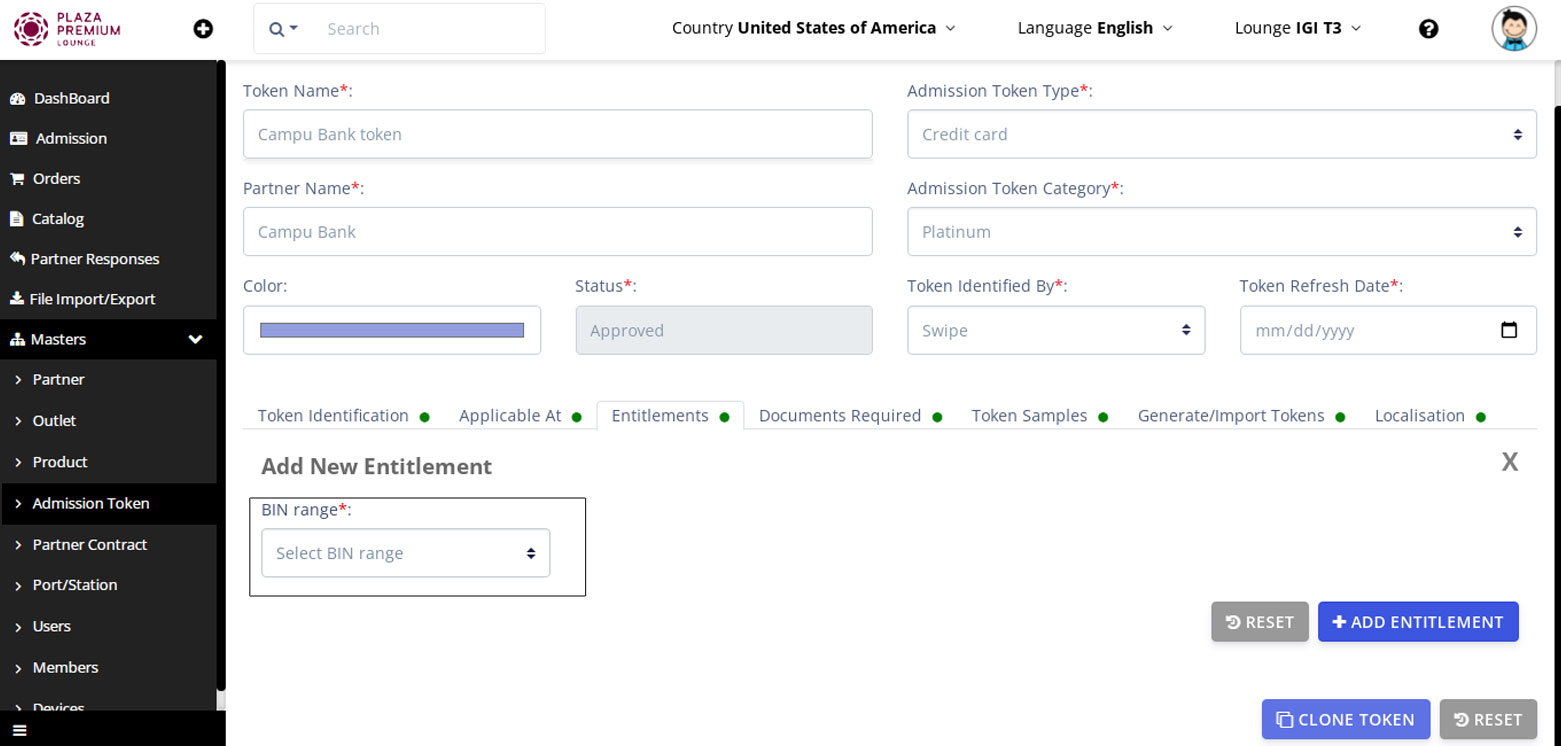 PLAZA
PREMIUM
LOUNGE
Search
Country United States of America
Language English
Lounge IGI T3
DashBoard
Admission
Orders
Catalog
Partner Responses
File Import/Export
Masters
Partner
Outlet
Product
Admission Token
Partner Contract
Port/Station
Users
Members
Devices
Token Name*:
Campu Bank token
Admission Token Type*:
Credit card
Partner Name*:
Campu Bank
Admission Token Category*:
Platinum
Color:
Status*:
Approved
Token Identified By*:
Swipe
Token Refresh Date*:
mm/dd/yyyy
Token Identification
Applicable At
Entitlements
Documents Required
Token Samples
Generate/Import Tokens
Localisation
Add New Entitlement
X
BIN range*:
Select BIN range
RESET
ADD ENTITLEMENT
CLONE TOKEN
RESET